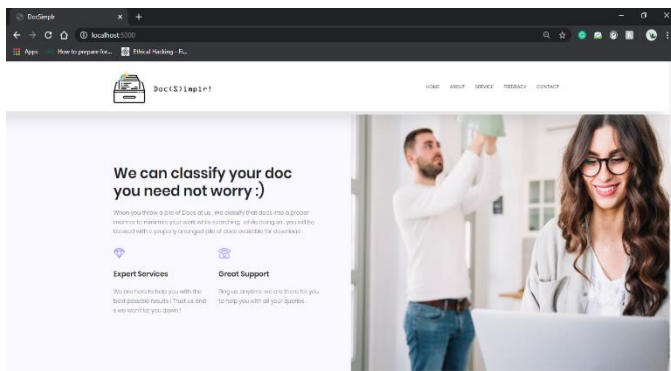 DocSimplr
localhost:5000
Apps How to prepare for... Ethical Hacking - Fi...
Doc(S)implr!
HOME ABOUT SERVICE FEEDBACK CONTACT
We can classify your doc
you need not worry :)
When you throw a pile of Docs at us , We classify that docs into a proper
manner to minimize your work while searching , while doing so , you will be
blessed with a properly arranged pile of docs available for download .
Expert Services
Great Support
We are here to help you with the
best possible results ! Trust us and
we won't let you down !
Ping us anytime we are there for you
to help you with all your queries .